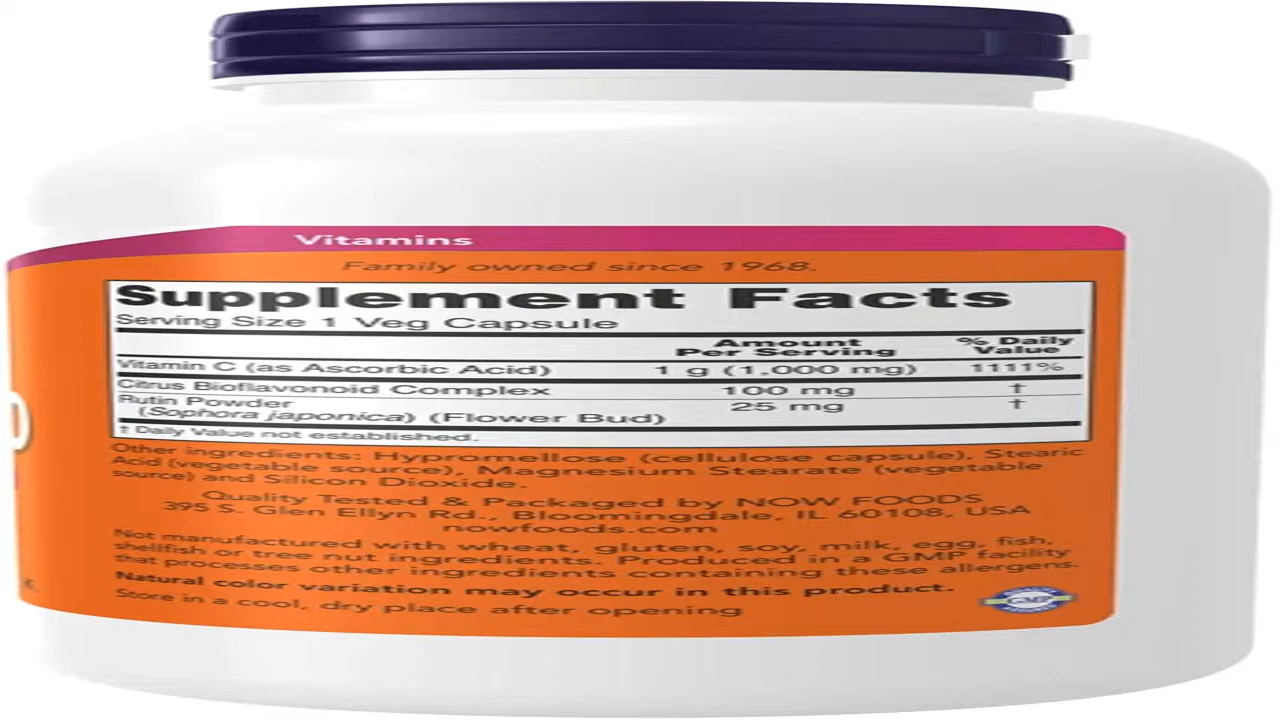 Vitamins
Family owned since 1968.
Supplement Facts
Serving Size 1 Veg Capsule
Amount Per Serving % Daily Value
Vitamin C (as Ascorbic Acid) 1 g (1,000 mg) 1111%
Citrus Bioflavonoid Complex 100 mg †
Rutin Powder 25 mg †
(Sophora japonica) (Flower Bud)
† Daily Value not established.
Other ingredients: Hypromellose (cellulose capsule), Stearic
Acid (vegetable source), Magnesium Stearate (vegetable
source) and Silicon Dioxide.
Quality Tested & Packaged by NOW FOODS
395 S. Glen Ellyn Rd., Bloomingdale, IL 60108, USA
nowfoods.com
Not manufactured with wheat, gluten, soy, milk, egg, fish,
shellfish or tree nut ingredients. Produced in a GMP facility
that processes other ingredients containing these allergens.
Natural color variation may occur in this product.
Store in a cool, dry place after opening
GMP